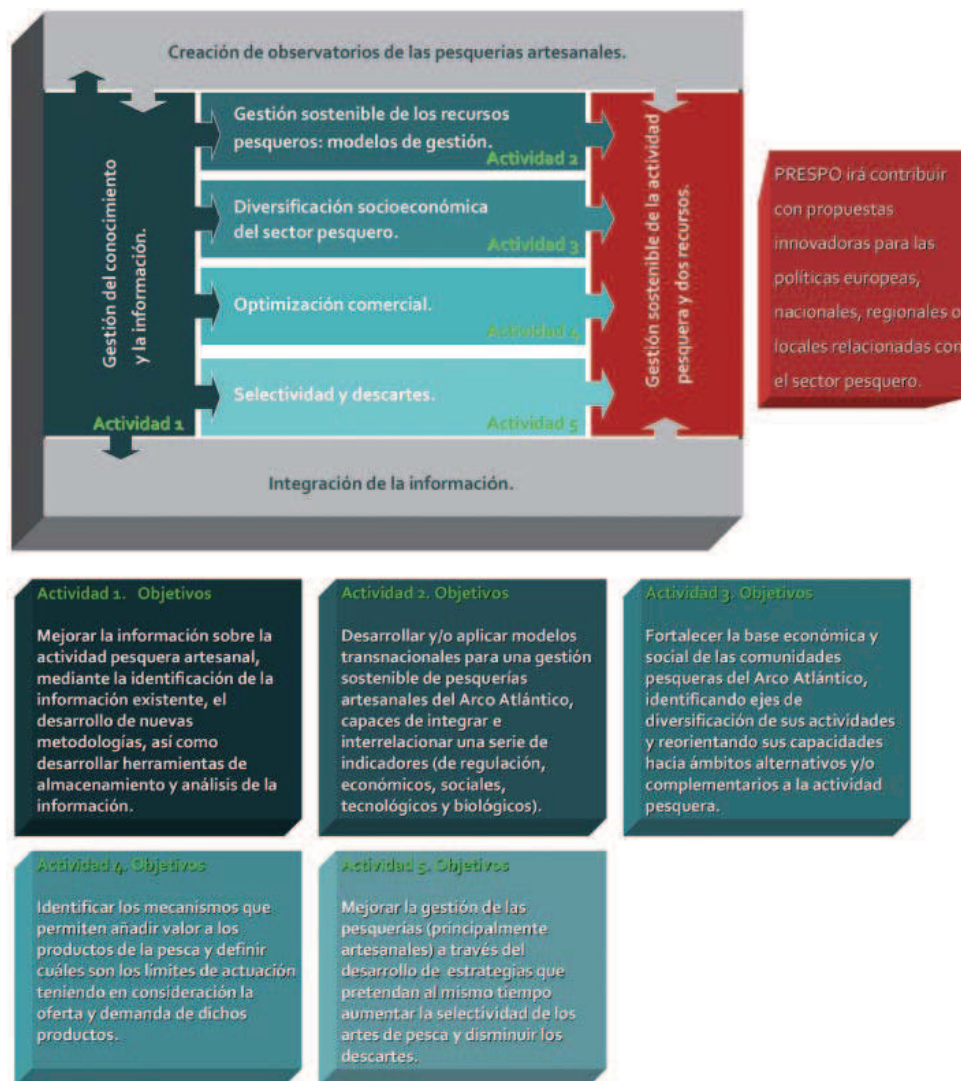 Creación de observatorios de las pesquerias artesanales.
Gestión del conocimiento
y la información.
Actividad 1
Gestión sostenible de los recursos
pesqueros: modelos de gestión.
Actividad 2
Diversificación socioeconómica
del sector pesquero.
Actividad 3
Optimización comercial.
Actividad 4
Selectividad y descartes.
Actividad 5
Gestión sostenible de la actividad
pesquera y dos recursos.
PRESPO irá contribuir
con propuestas
innovadoras para las
políticas europeas,
nacionales, regionales o
locales relacionadas con
el sector pesquero.
Integración de la información.
Actividad 1. Objetivos
Mejorar la información sobre la
actividad pesquera artesanal,
mediante la identificación de la
información existente, el
desarrollo de nuevas
metodologías, así como
desarrollar herramientas de
almacenamiento y análisis de la
información.
Actividad 2. Objetivos
Desarrollar y/o aplicar modelos
transnacionales para una gestión
sostenible de pesquerías
artesanales del Arco Atlántico,
capaces de integrar e
interrelacionar una serie de
indicadores (de regulación,
económicos, sociales,
tecnológicos y biológicos).
Actividad 3. Objetivos
Fortalecer la base económica y
social de las comunidades
pesqueras del Arco Atlántico,
identificando ejes de
diversificación de sus actividades
y reorientando sus capacidades
hacia ámbitos alternativos y/o
complementarios a la actividad
pesquera.
Actividad 4. Objetivos
Identificar los mecanismos que
permiten añadir valor a los
productos de la pesca y definir
cuáles son los límites de actuación
teniendo en consideración la
oferta y demanda de dichos
productos.
Actividad 5. Objetivos
Mejorar la gestión de las
pesquerías (principalmente
artesanales) a través del
desarrollo de estrategias que
pretendan al mismo tiempo
aumentar la selectividad de los
artes de pesca y disminuir los
descartes.